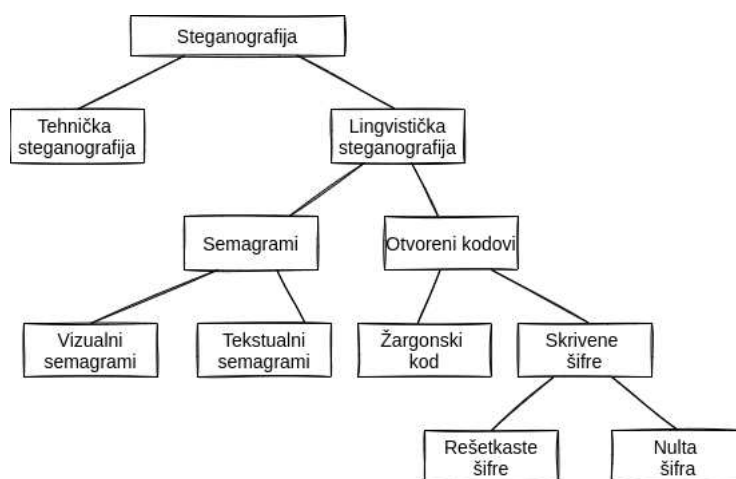 Steganografija
Tehnička
steganografija
Lingvistička
steganografija
Semagrami
Otvoreni kodovi
Vizualni
semagrami
Tekstualni
semagrami
Žargonski
kod
Skrivene
šifre
Rešetkaste
šifre
Nulta
šifra